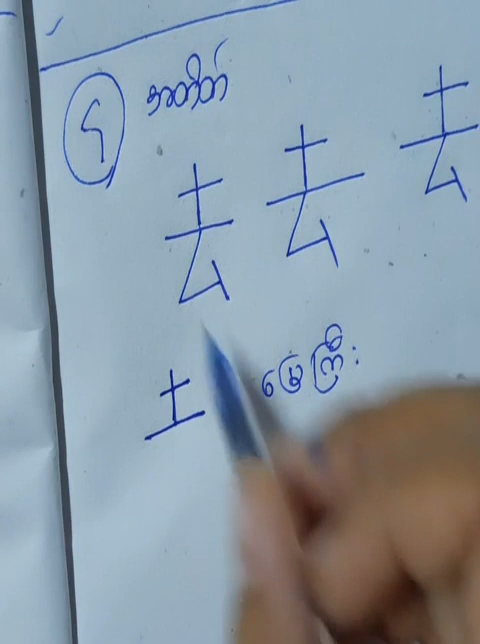 ၄ အတိတ်
去 去 去
土 မြေကြီး